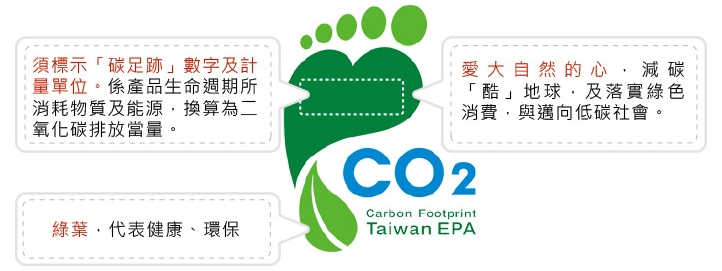 須標示「碳足跡」數字及計
量單位。係產品生命週期所
消耗物質及能源，換算為二
氧化碳排放當量。
愛大自然的心，減碳
「酷」地球，及落實綠色
消費，與邁向低碳社會。
CO2
Carbon Footprint
Taiwan EPA
綠葉，代表健康、環保